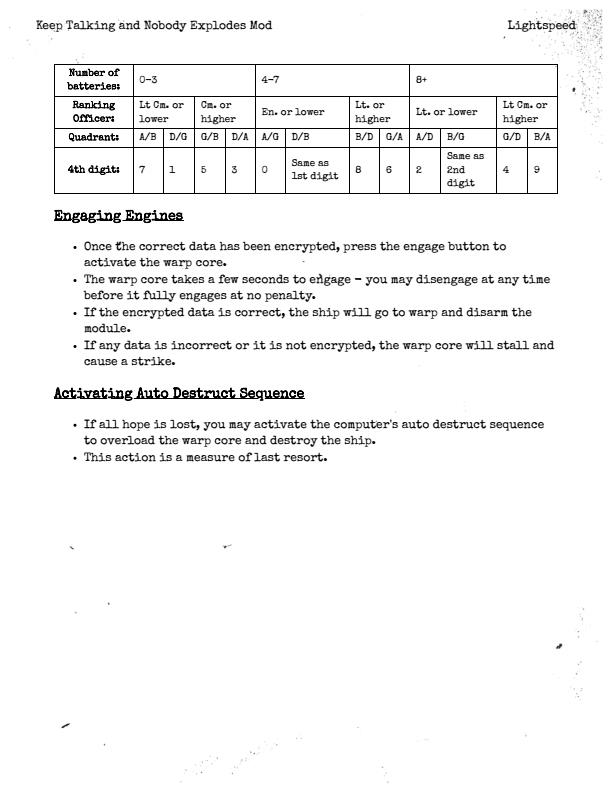 Keep Talking and Nobody Explodes Mod Lightspeed
Number of batteries: 0-3 4-7 8+
Ranking Officer: Lt Cm. or lower Cm. or higher En. or lower Lt. or higher Lt. or lower Lt Cm. or higher
Quadrant: A/B D/G G/B D/A A/G D/B B/D G/A A/D B/G G/D B/A
4th digit: 7 1 5 3 0 Same as 1st digit 8 6 2 Same as 2nd digit 4 9
Engaging Engines
• Once the correct data has been encrypted, press the engage button to
activate the warp core.
• The warp core takes a few seconds to engage – you may disengage at any time
before it fully engages at no penalty.
• If the encrypted data is correct, the ship will go to warp and disarm the
module.
• If any data is incorrect or it is not encrypted, the warp core will stall and
cause a strike.
Activating Auto Destruct Sequence
• If all hope is lost, you may activate the computer's auto destruct sequence
to overload the warp core and destroy the ship.
• This action is a measure of last resort.